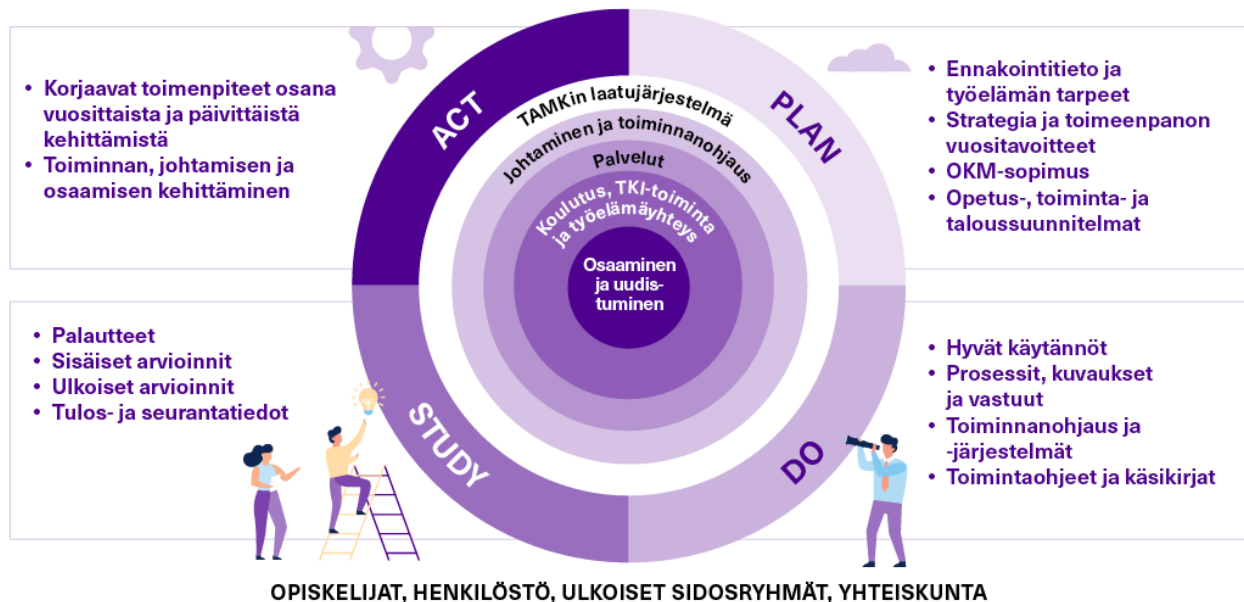 ACT
• Korjaavat toimenpiteet osana
vuosittaista ja päivittäistä
kehittämistä
• Toiminnan, johtamisen ja
osaamisen kehittäminen
PLAN
• Ennakointitieto ja
työelämän tarpeet
• Strategia ja toimeenpanon
vuositavoitteet
• OKM-sopimus
• Opetus-, toiminta- ja
taloussuunnitelmat
TAMKin laatujärjestelmä
Johtaminen ja toiminnanohjaus
Palvelut
Koulutus, TKI-toiminta
ja työelämäyhteys
Osaaminen
ja uudis-
tuminen
STUDY
• Palautteet
• Sisäiset arvioinnit
• Ulkoiset arvioinnit
• Tulos- ja seurantatiedot
DO
• Hyvät käytännöt
• Prosessit, kuvaukset
ja vastuut
• Toiminnanohjaus ja
-järjestelmät
• Toimintaohjeet ja käsikirjat
OPISKELIJAT, HENKILÖSTÖ, ULKOISET SIDOSRYHMÄT, YHTEISKUNTA